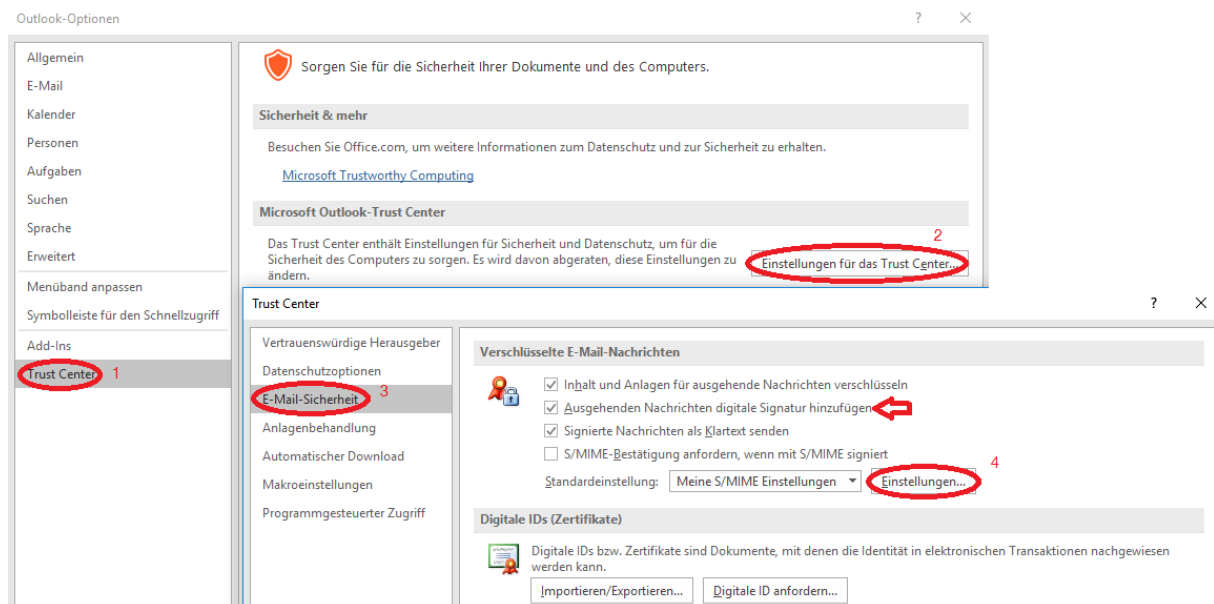 Outlook-Optionen
?
Allgemein
E-Mail
Kalender
Personen
Aufgaben
Suchen
Sprache
Erweitert
Menüband anpassen
Symbolleiste für den Schnellzugriff
Add-Ins
Trust Center 1
Sorgen Sie für die Sicherheit Ihrer Dokumente und des Computers.
Sicherheit & mehr
Besuchen Sie Office.com, um weitere Informationen zum Datenschutz und zur Sicherheit zu erhalten.
Microsoft Trustworthy Computing
Microsoft Outlook-Trust Center
Das Trust Center enthält Einstellungen für Sicherheit und Datenschutz, um für die
Sicherheit des Computers zu sorgen. Es wird davon abgeraten, diese Einstellungen zu
ändern.
2
Einstellungen für das Trust Center...
Trust Center
?
Vertrauenswürdige Herausgeber
Datenschutzoptionen
E-Mail-Sicherheit 3
Anlagenbehandlung
Automatischer Download
Makroeinstellungen
Programmgesteuerter Zugriff
Verschlüsselte E-Mail-Nachrichten
Inhalt und Anlagen für ausgehende Nachrichten verschlüsseln
Ausgehenden Nachrichten digitale Signatur hinzufügen
Signierte Nachrichten als Klartext senden
S/MIME-Bestätigung anfordern, wenn mit S/MIME signiert
4
Standardeinstellung: Meine S/MIME Einstellungen Einstellungen...
Digitale IDs (Zertifikate)
Digitale IDs bzw. Zertifikate sind Dokumente, mit denen die Identität in elektronischen Transaktionen nachgewiesen
werden kann.
Importieren/Exportieren... Digitale ID anfordern...